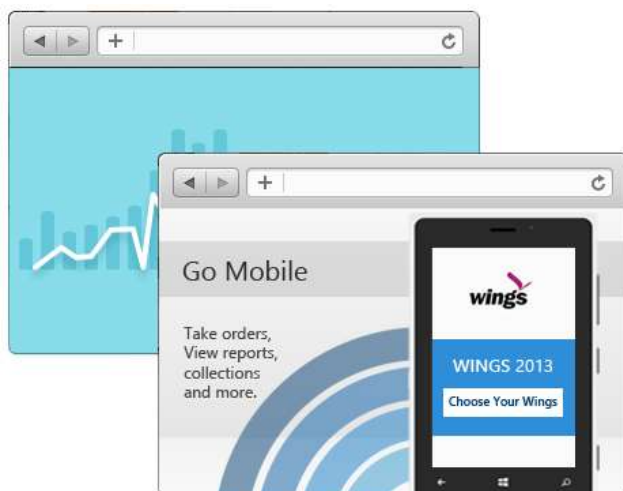 Go Mobile
Take orders,
View reports,
collections
and more.
wings
WINGS 2013
Choose Your Wings